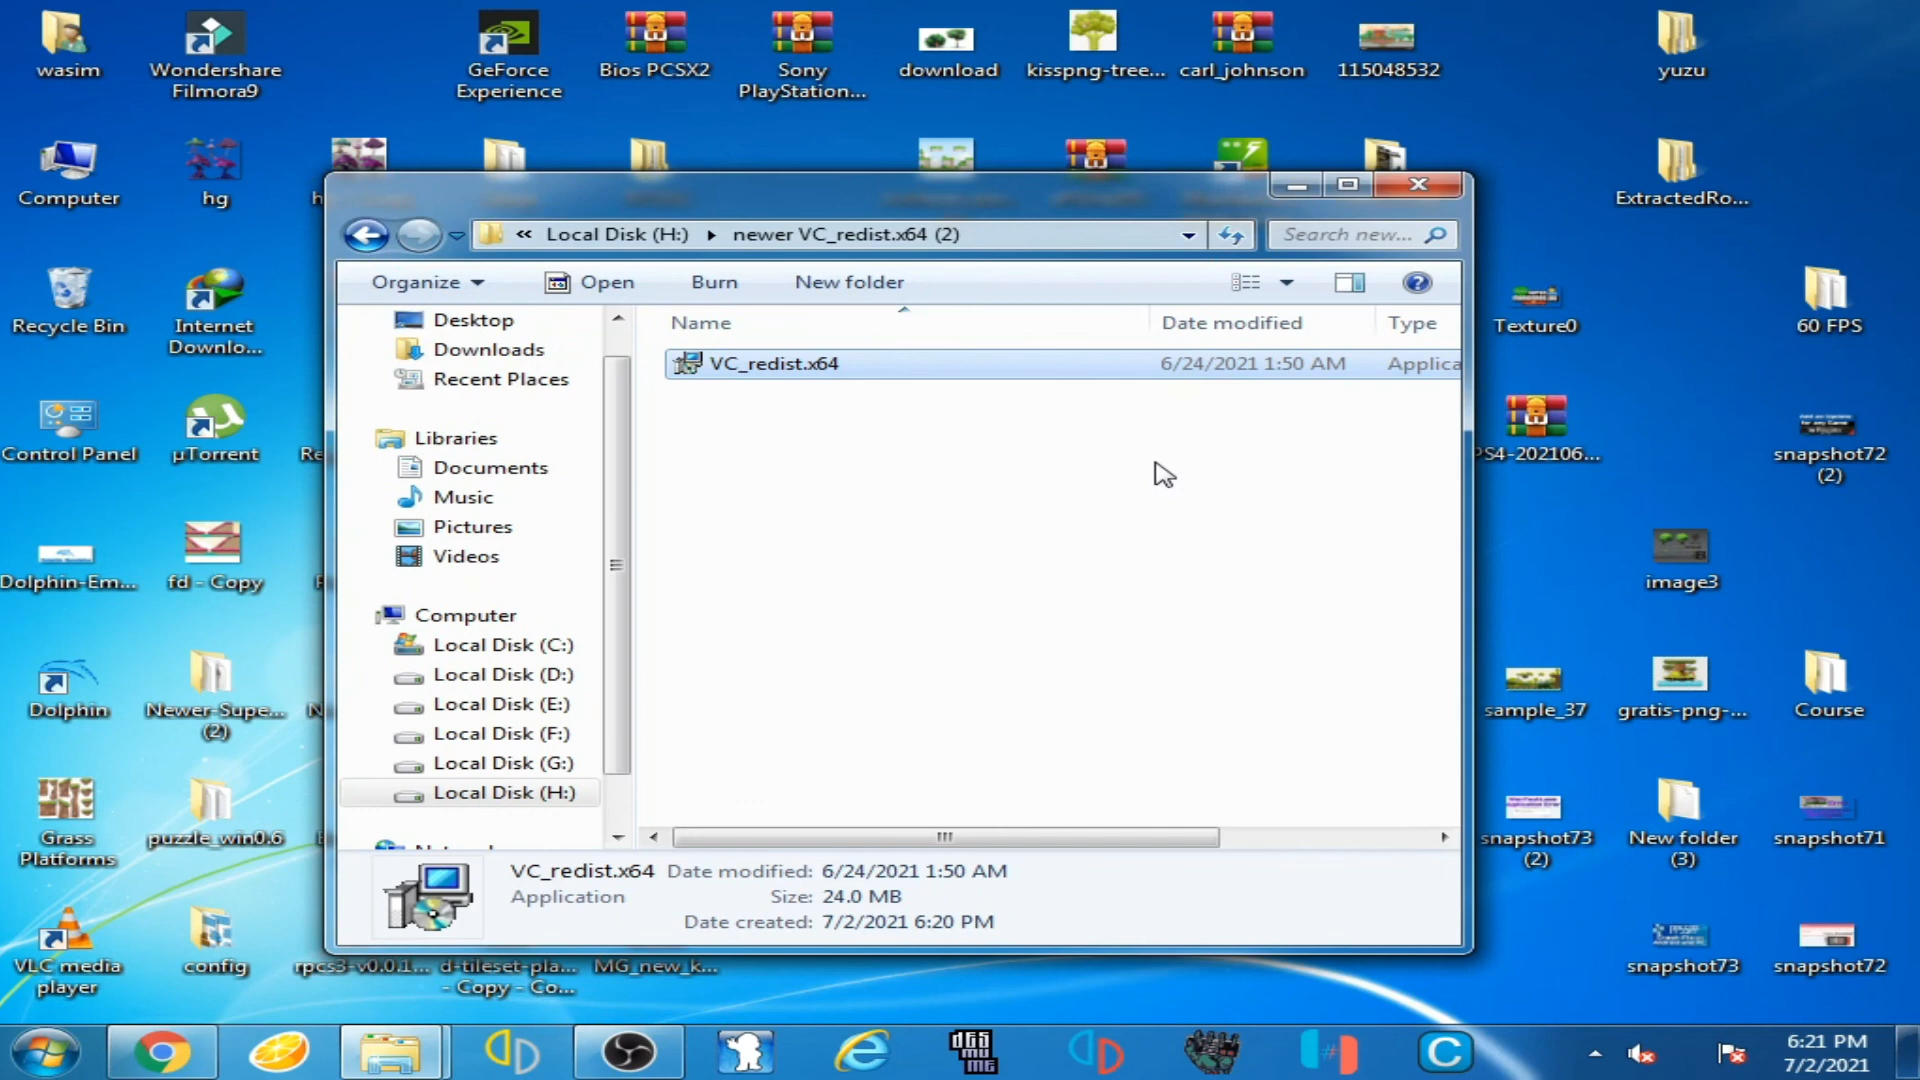 wasim
Wondershare
Filmora9
GeForce
Experience
Bios PCSX2
Sony
PlayStation...
download
kisspng-tree...
carl_johnson
115048532
yuzu
Computer
hg
ExtractedRo...
Local Disk (H:)
newer VC_redist.x64 (2)
Search new...
Organize
Open
Burn
New folder
Recycle Bin
Internet
Downlo...
Texture0
60 FPS
Desktop
Downloads
Recent Places
Name
Date modified
Type
VC_redist.x64
6/24/2021 1:50 AM
Applica
Control Panel
µTorrent
Re
PS4-202106...
snapshot72
(2)
Libraries
Documents
Music
Pictures
Videos
Dolphin-Em...
fd - Copy
image3
Computer
Local Disk (C:)
Local Disk (D:)
Local Disk (E:)
Local Disk (F:)
Local Disk (G:)
Local Disk (H:)
Dolphin
Newer-Supe...
(2)
N
sample_37
gratis-png-...
Course
Grass
Platforms
puzzle_win0.6
snapshot73
(2)
New folder
(3)
snapshot71
VC_redist.x64
Date modified: 6/24/2021 1:50 AM
Application
Size: 24.0 MB
Date created: 7/2/2021 6:20 PM
VLC media
player
config
rpcs3-v0.0.1...
d-tileset-pla...
- Copy - Co...
MG_new_k...
snapshot73
snapshot72
6:21 PM
7/2/2021